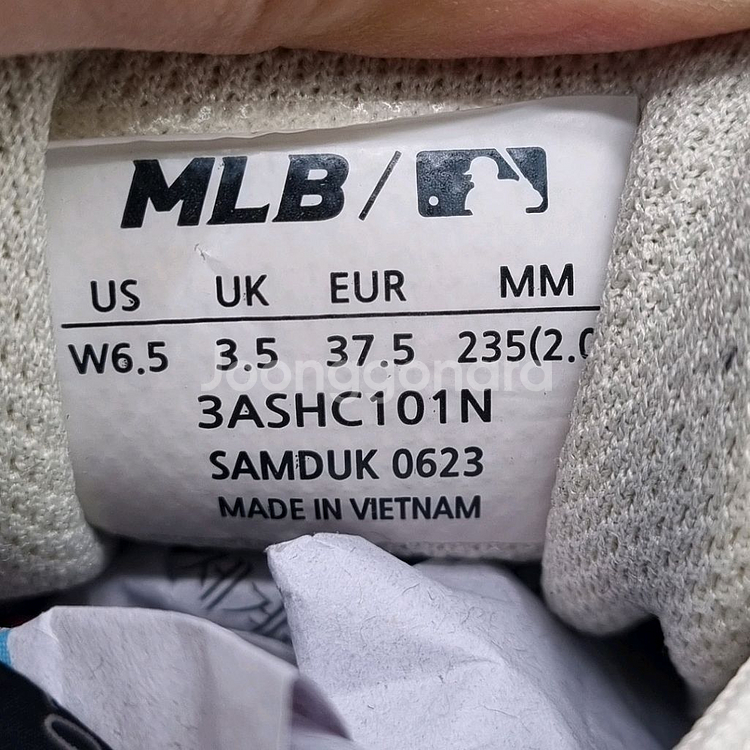 MLB/
US UK EUR MM
W6.5 3.5 37.5 235(2.0
Joonggonara
3ASHC101N
SAMDUK 0623
MADE IN VIETNAM